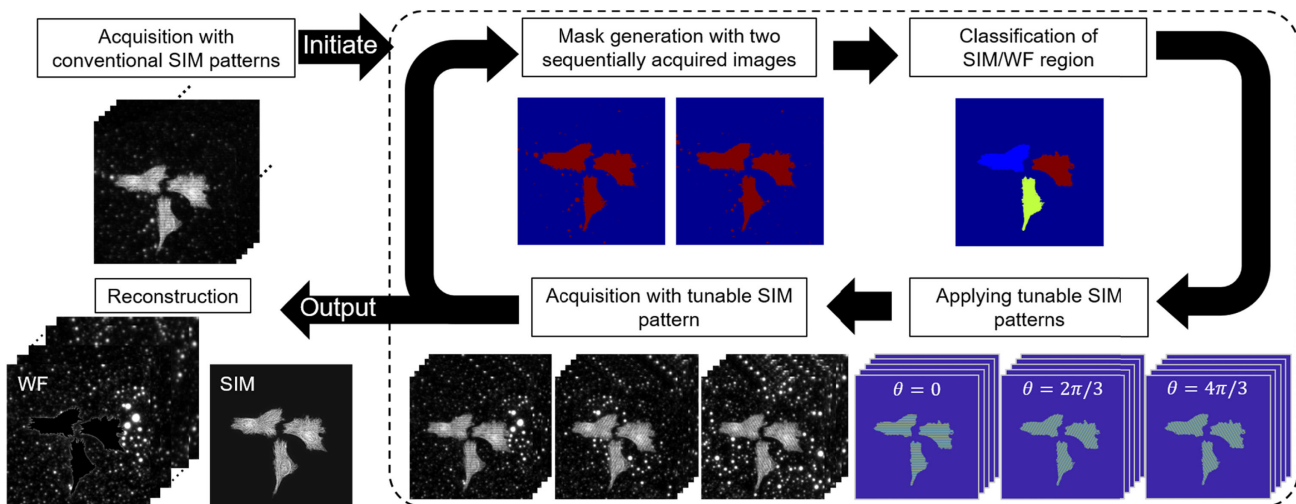 Acquisition with
conventional SIM patterns
Initiate
Mask generation with two
sequentially acquired images
Classification of
SIM/WF region
Reconstruction
Output
Acquisition with tunable SIM
pattern
Applying tunable SIM
patterns
WF
SIM
θ = 0
θ = 2π/3
θ = 4π/3